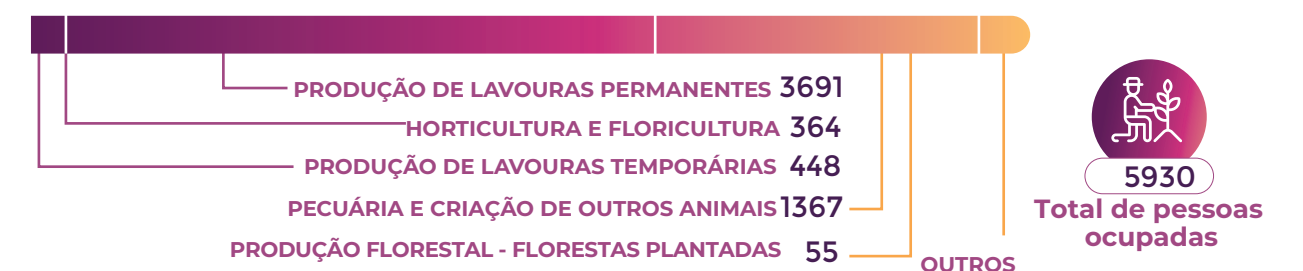 PRODUÇÃO DE LAVOURAS PERMANENTES 3691
HORTICULTURA E FLORICULTURA 364
PRODUÇÃO DE LAVOURAS TEMPORÁRIAS 448
PECUÁRIA E CRIAÇÃO DE OUTROS ANIMAIS 1367
PRODUÇÃO FLORESTAL - FLORESTAS PLANTADAS 55
OUTROS
5930
Total de pessoas
ocupadas